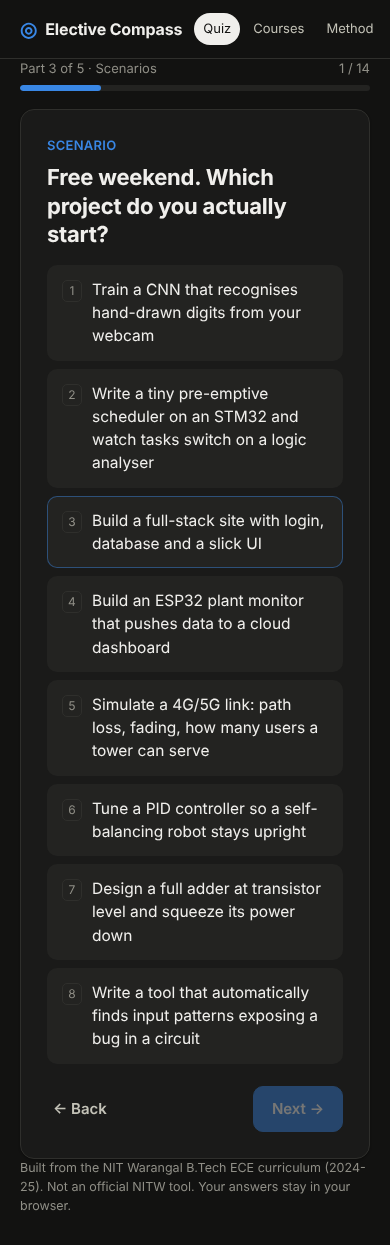 Elective Compass Quiz Courses Method
Part 3 of 5 · Scenarios 1 / 14
SCENARIO
Free weekend. Which
project do you actually
start?
1 Train a CNN that recognises
hand-drawn digits from your
webcam
2 Write a tiny pre-emptive
scheduler on an STM32 and
watch tasks switch on a logic
analyser
3 Build a full-stack site with login,
database and a slick UI
4 Build an ESP32 plant monitor
that pushes data to a cloud
dashboard
5 Simulate a 4G/5G link: path
loss, fading, how many users a
tower can serve
6 Tune a PID controller so a self-
balancing robot stays upright
7 Design a full adder at transistor
level and squeeze its power
down
8 Write a tool that automatically
finds input patterns exposing a
bug in a circuit
← Back Next →
Built from the NIT Warangal B.Tech ECE curriculum (2024-
25). Not an official NITW tool. Your answers stay in your
browser.